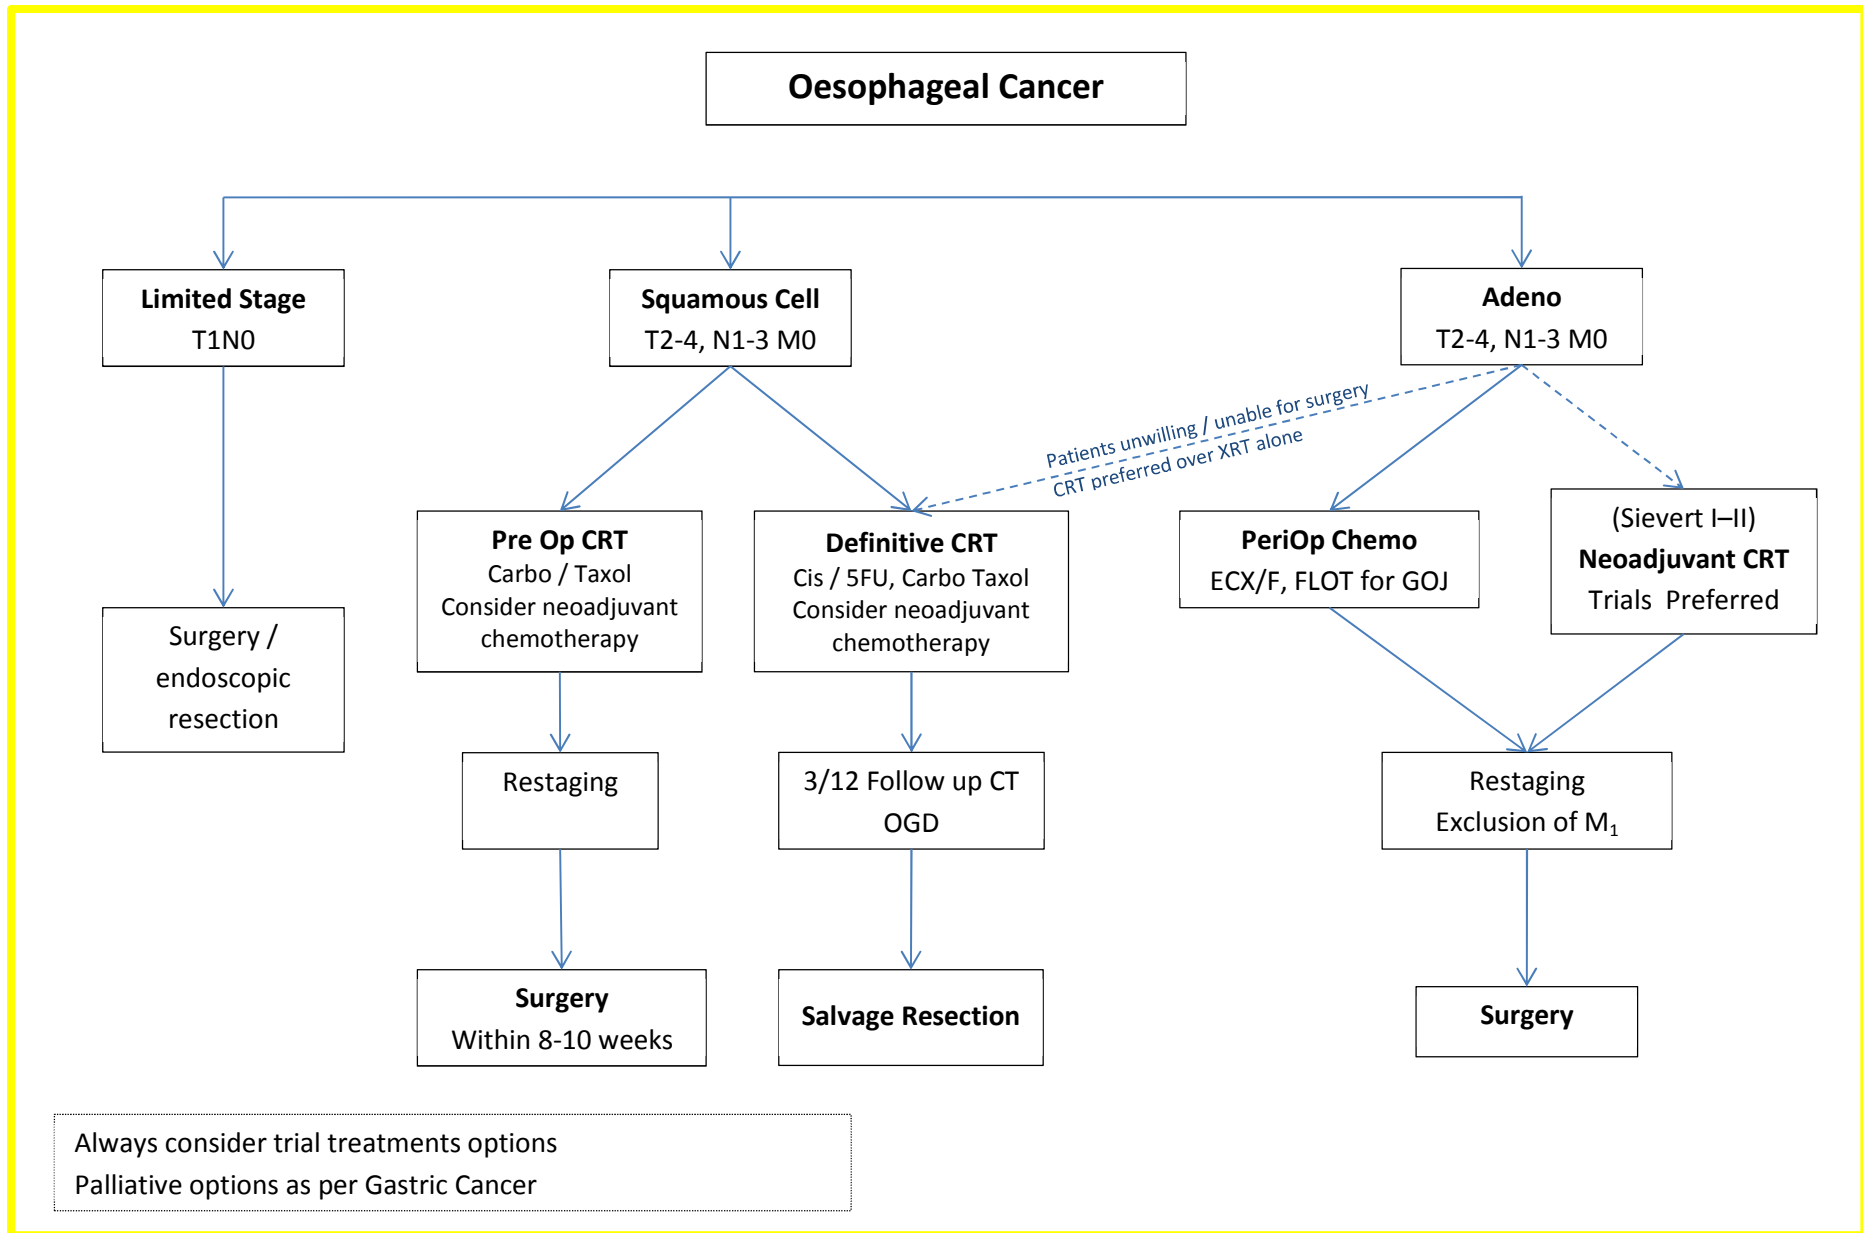 Oesophageal Cancer
Limited Stage
T1N0
Squamous Cell
T2-4, N1-3 M0
Adeno
T2-4, N1-3 M0
Patients unwilling / unable for surgery
CRT preferred over XRT alone
Surgery /
endoscopic
resection
Pre Op CRT
Carbo / Taxol
Consider neoadjuvant
chemotherapy
Definitive CRT
Cis / 5FU, Carbo Taxol
Consider neoadjuvant
chemotherapy
PeriOp Chemo
ECX/F, FLOT for GOJ
(Sievert I–II)
Neoadjuvant CRT
Trials Preferred
Restaging
3/12 Follow up CT
OGD
Restaging
Exclusion of M₁
Surgery
Within 8-10 weeks
Salvage Resection
Surgery
Always consider trial treatments options
Palliative options as per Gastric Cancer